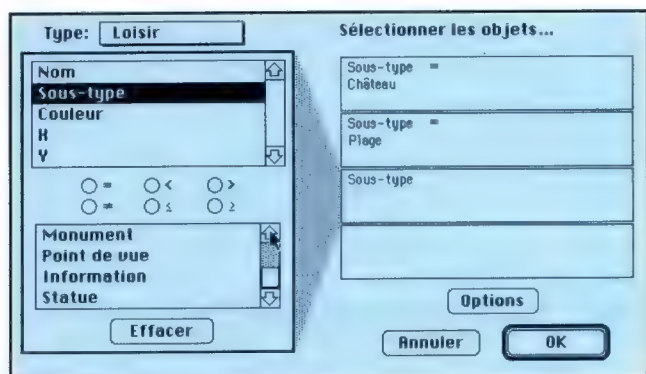 Type: Loisir
Nom
Sous-type
Couleur
X
Y
= < >
≠ ≤ ≥
Monument
Point de vue
Information
Statue
Effacer
Sélectionner les objets...
Sous-type =
Château
Sous-type =
Plage
Sous-type
Options
Annuler OK